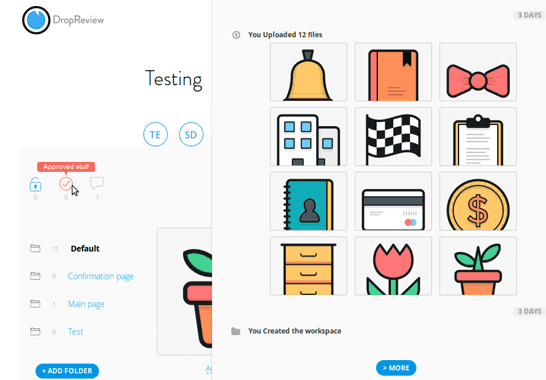 DropReview
Testing
TE
SD
Approved stuff
0
0
1
11
Default
0
Confirmation page
1
Main page
0
Test
+ ADD FOLDER
3 DAYS
You Uploaded 12 files
3 DAYS
You Created the workspace
> MORE